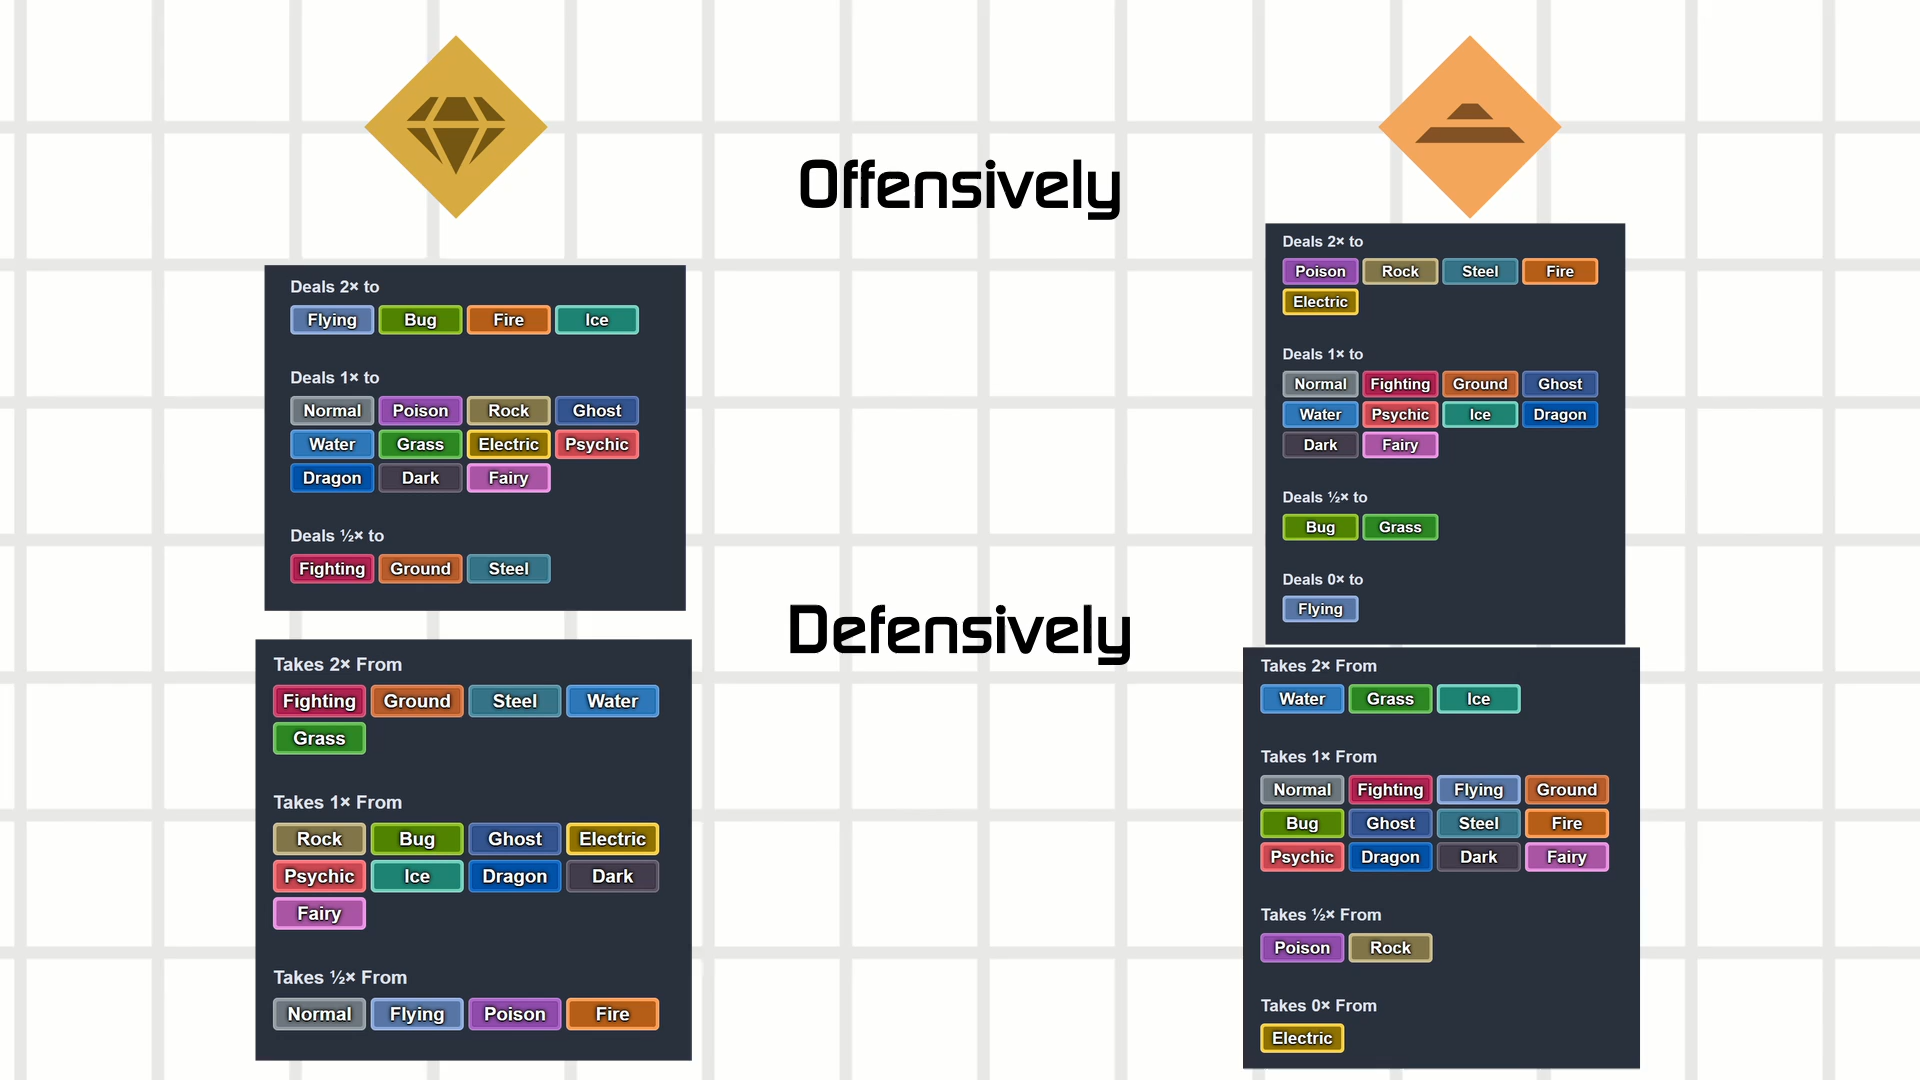 Offensively
Deals 2× to
Flying Bug Fire Ice
Deals 1× to
Normal Poison Rock Ghost
Water Grass Electric Psychic
Dragon Dark Fairy
Deals ½× to
Fighting Ground Steel
Deals 2× to
Poison Rock Steel Fire
Electric
Deals 1× to
Normal Fighting Ground Ghost
Water Psychic Ice Dragon
Dark Fairy
Deals ½× to
Bug Grass
Deals 0× to
Flying
Defensively
Takes 2× From
Fighting Ground Steel Water
Grass
Takes 1× From
Rock Bug Ghost Electric
Psychic Ice Dragon Dark
Fairy
Takes ½× From
Normal Flying Poison Fire
Takes 2× From
Water Grass Ice
Takes 1× From
Normal Fighting Flying Ground
Bug Ghost Steel Fire
Psychic Dragon Dark Fairy
Takes ½× From
Poison Rock
Takes 0× From
Electric